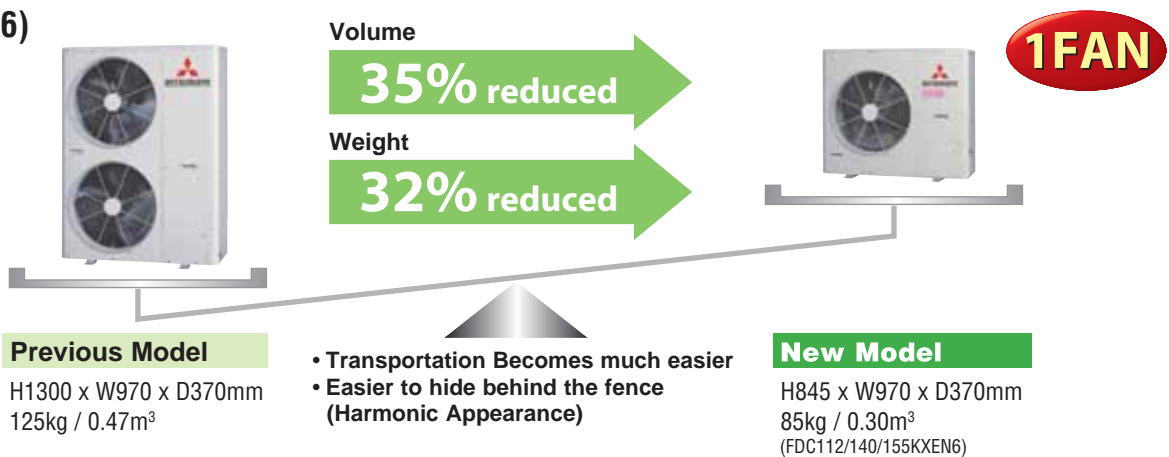 6)
1FAN
Volume
35% reduced
Weight
32% reduced
Previous Model
H1300 x W970 x D370mm
125kg / 0.47m³
• Transportation Becomes much easier
• Easier to hide behind the fence
(Harmonic Appearance)
New Model
H845 x W970 x D370mm
85kg / 0.30m³
(FDC112/140/155KXEN6)